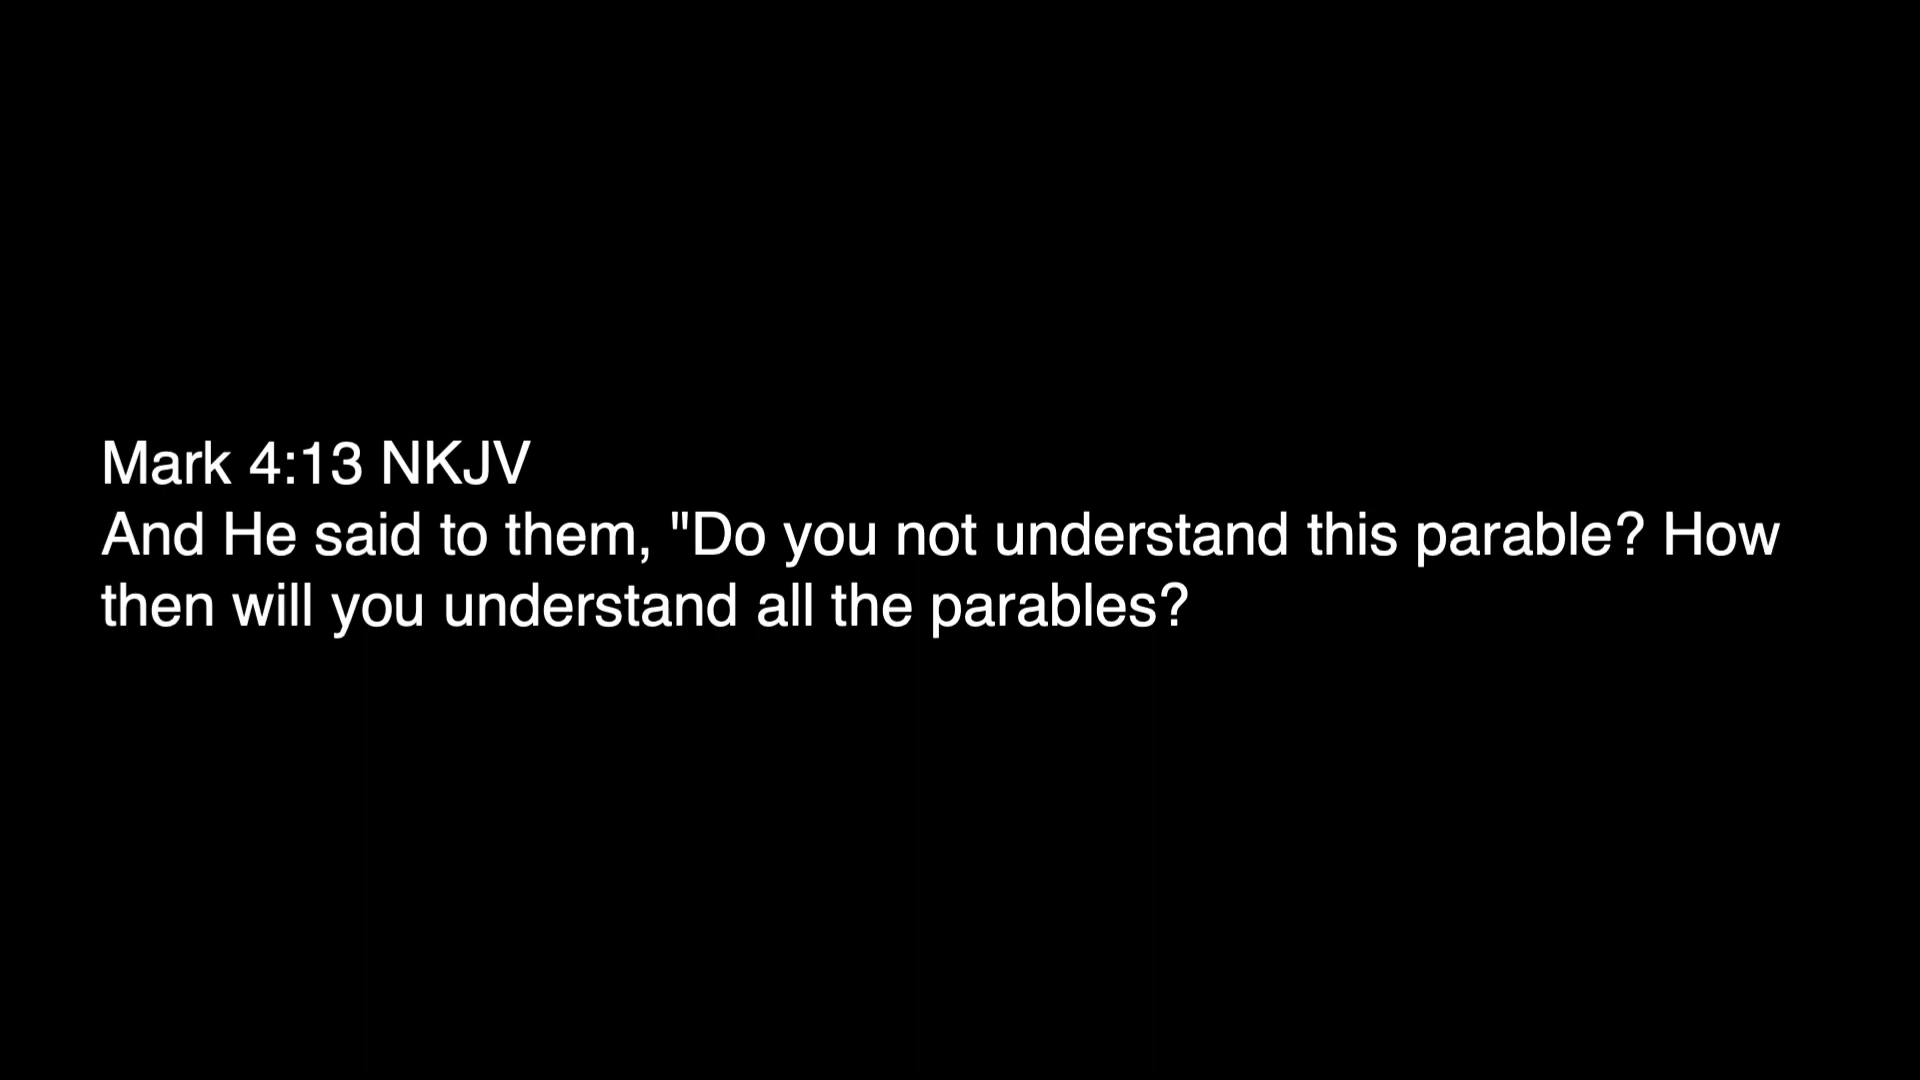 Mark 4:13 NKJV
And He said to them, "Do you not understand this parable? How
then will you understand all the parables?